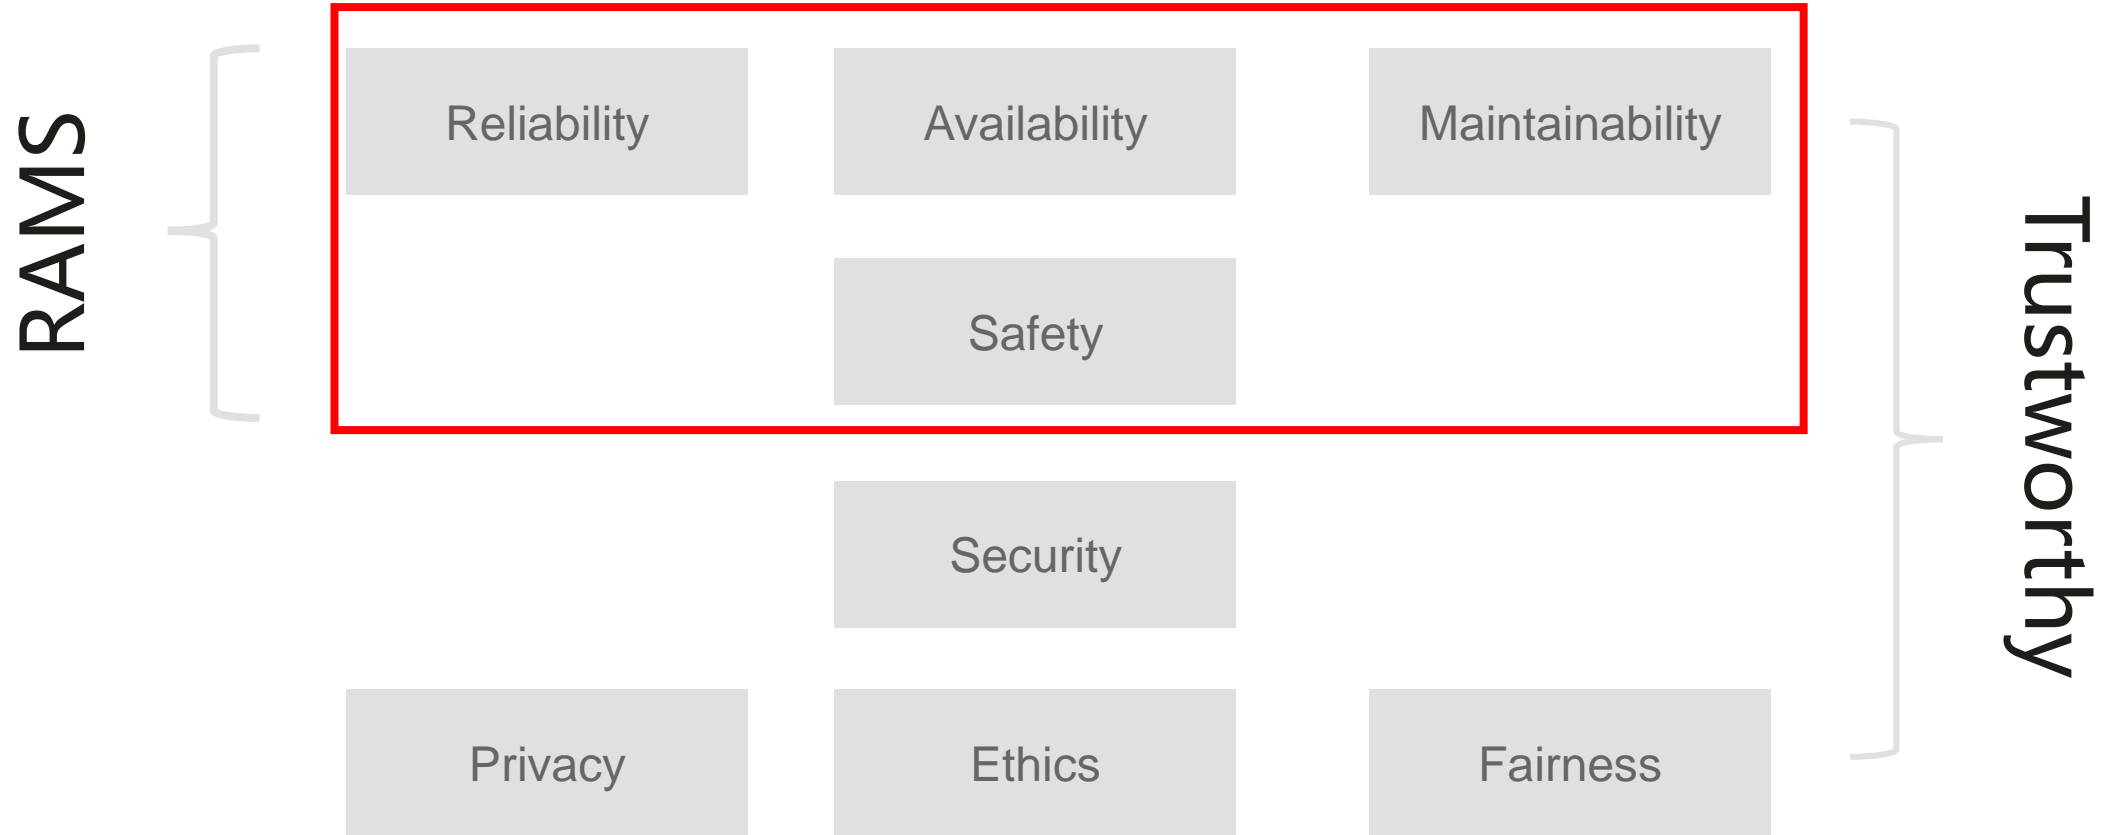 RAMS
Reliability
Availability
Maintainability
Safety
Security
Privacy
Ethics
Fairness
Trustworthy